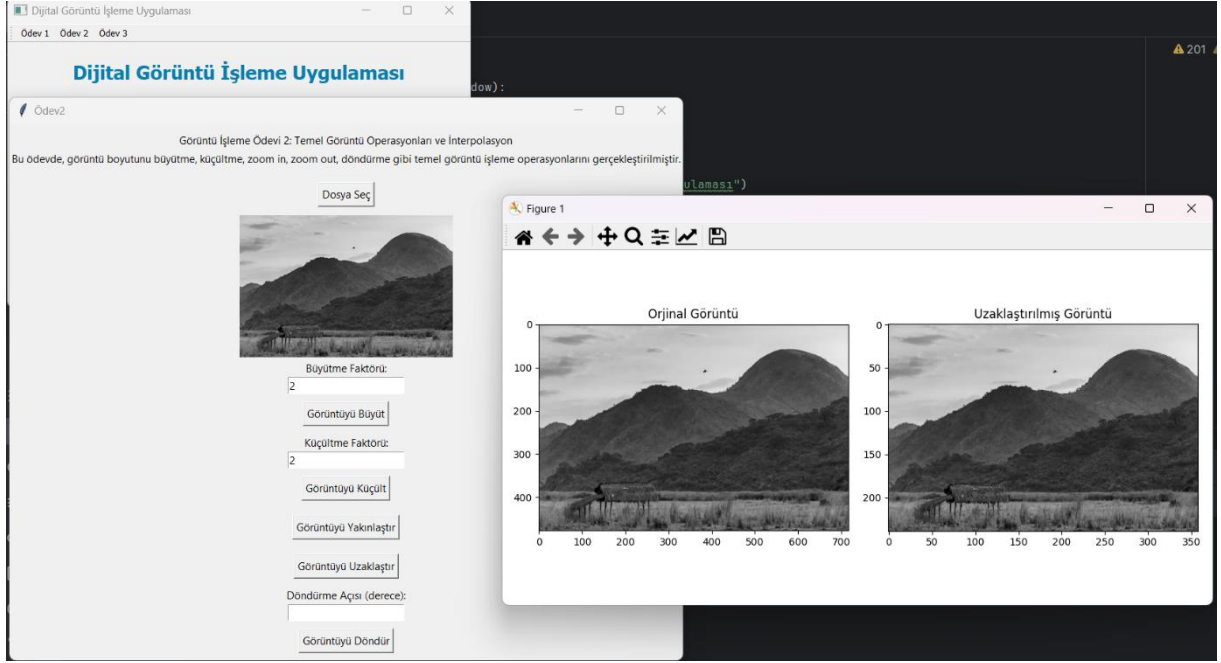 Dijital Görüntü İşleme Uygulaması
Ödev 1 Ödev 2 Ödev 3
Dijital Görüntü İşleme Uygulaması
201
dow):
Ödev2
Görüntü İşleme Ödevi 2: Temel Görüntü Operasyonları ve İnterpolasyon
Bu ödevde, görüntü boyutunu büyütme, küçültme, zoom in, zoom out, döndürme gibi temel görüntü işleme operasyonlarını gerçekleştirilmiştir.
ulaması")
Dosya Seç
Büyütme Faktörü:
2
Görüntüyü Büyüt
Küçültme Faktörü:
2
Görüntüyü Küçült
Görüntüyü Yakınlaştır
Görüntüyü Uzaklaştır
Döndürme Açısı (derece):
Görüntüyü Döndür
Figure 1
Orjinal Görüntü
0
100
200
300
400
0 100 200 300 400 500 600 700
Uzaklaştırılmış Görüntü
0
50
100
150
200
0 50 100 150 200 250 300 350